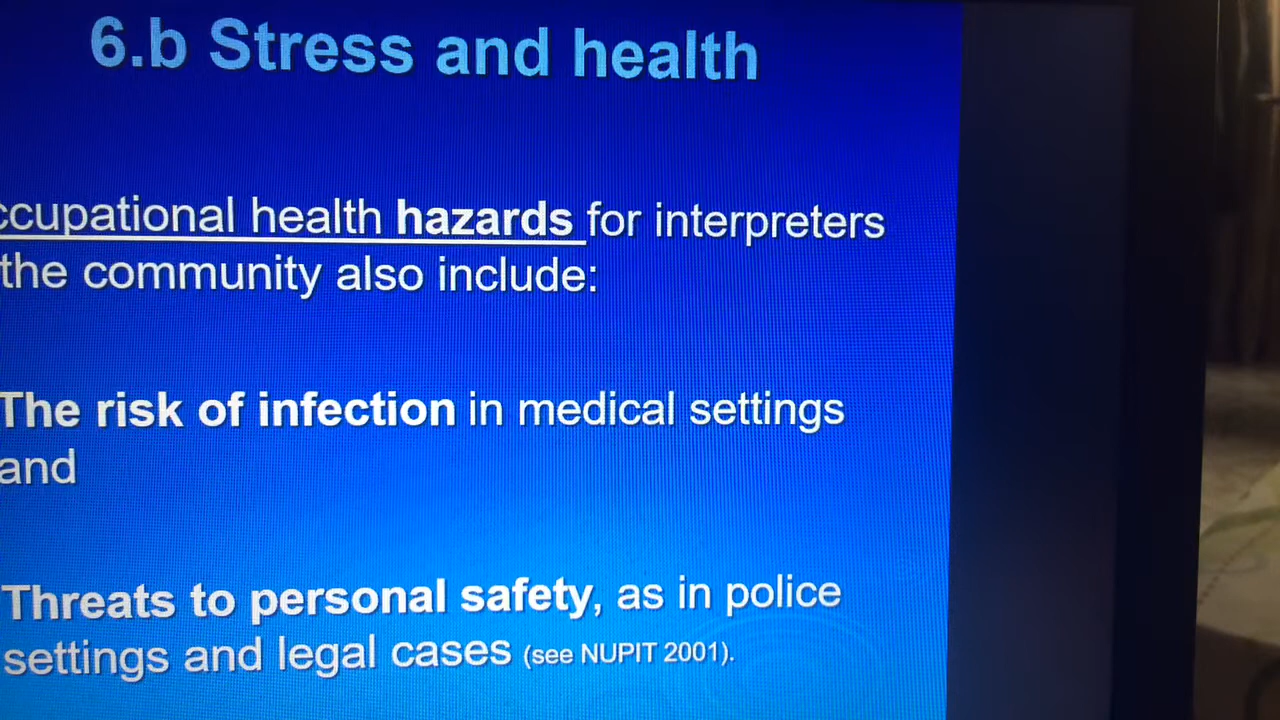 6.b Stress and health
ccupational health hazards for interpreters
the community also include:
The risk of infection in medical settings
and
Threats to personal safety, as in police
settings and legal cases (see NUPIT 2001).